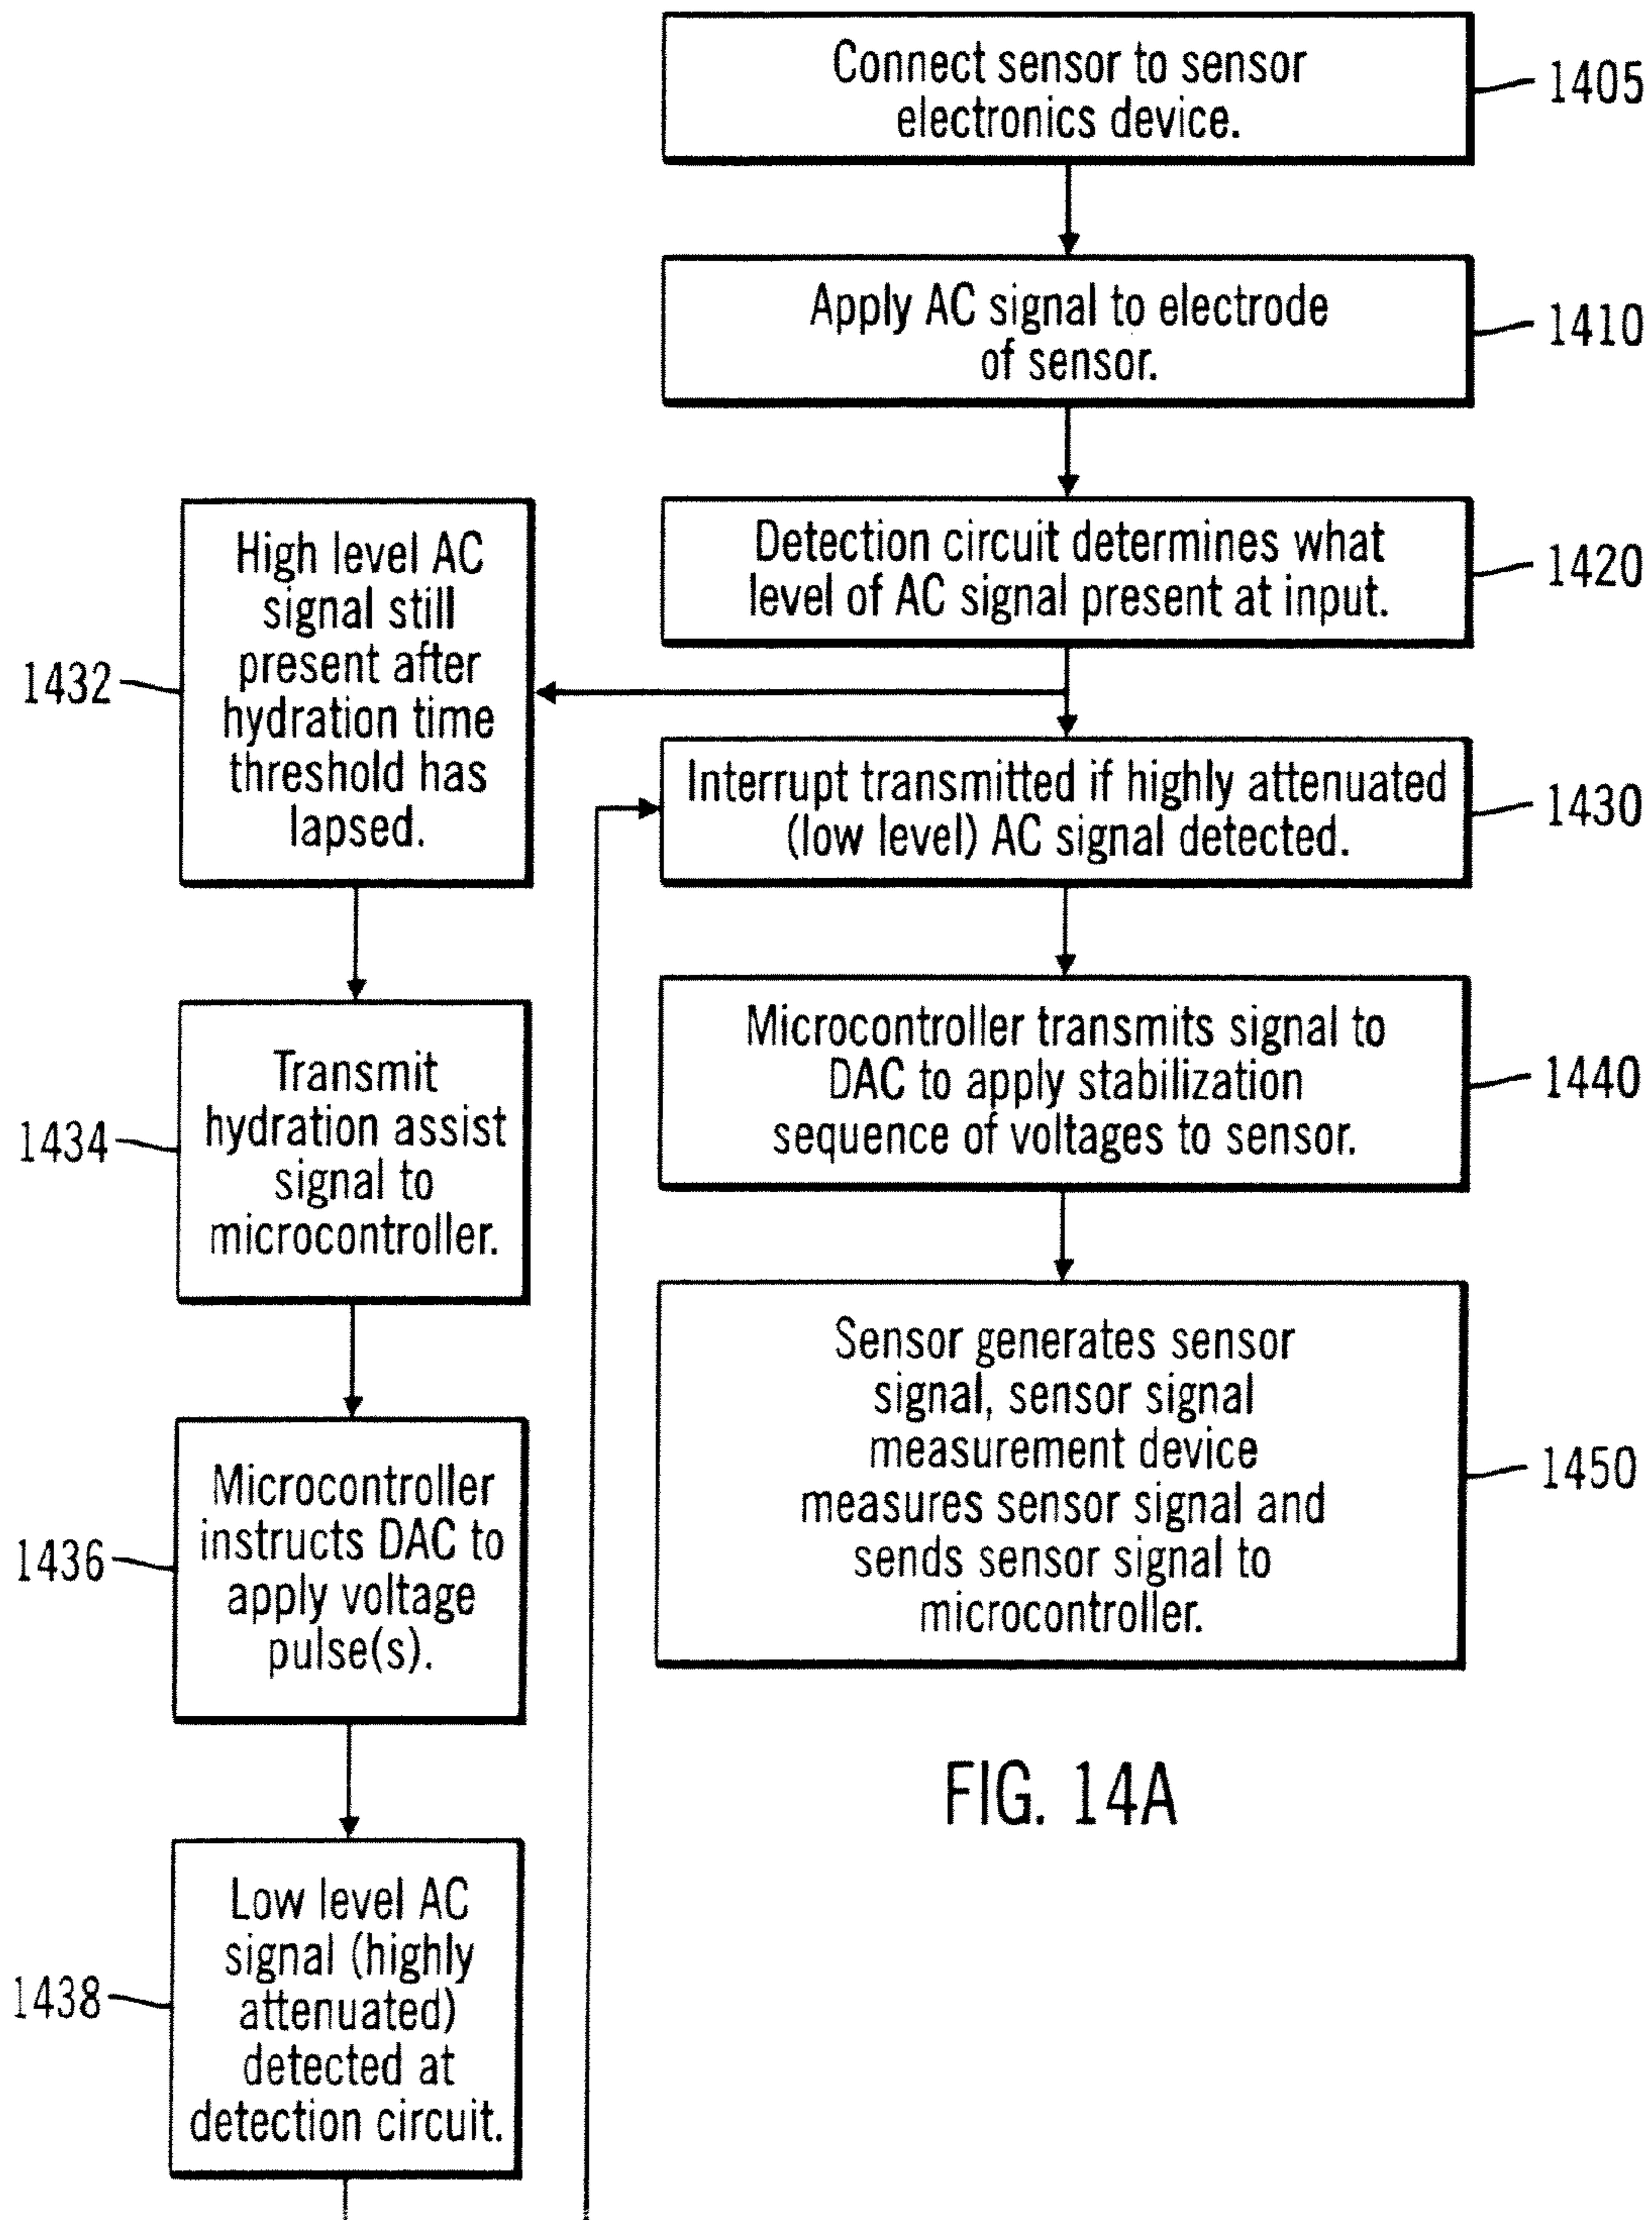 Connect sensor to sensor
electronics device.
1405
Apply AC signal to electrode
of sensor.
1410
Detection circuit determines what
level of AC signal present at input.
1420
High level AC
signal still
present after
hydration time
threshold has
lapsed.
1432
Interrupt transmitted if highly attenuated
(low level) AC signal detected.
1430
Transmit
hydration assist
signal to
microcontroller.
1434
Microcontroller transmits signal to
DAC to apply stabilization
sequence of voltages to sensor.
1440
Microcontroller
instructs DAC to
apply voltage
pulse(s).
1436
Sensor generates sensor
signal, sensor signal
measurement device
measures sensor signal and
sends sensor signal to
microcontroller.
1450
Low level AC
signal (highly
attenuated)
detected at
detection circuit.
1438
FIG. 14A